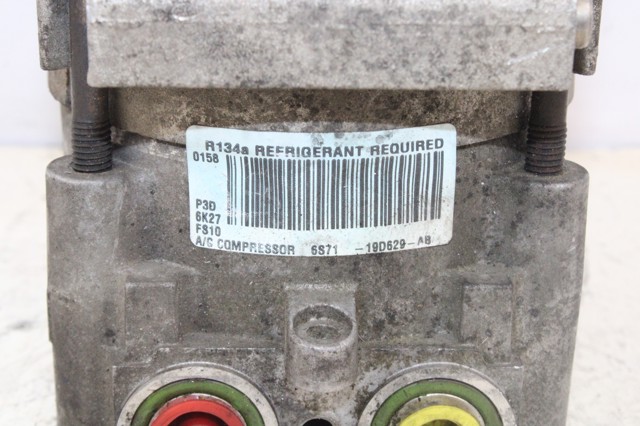 R134a REFRIGERANT REQUIRED
0158
P3D
6K27
FS10
A/C COMPRESSOR 6S71 -19D629-AB